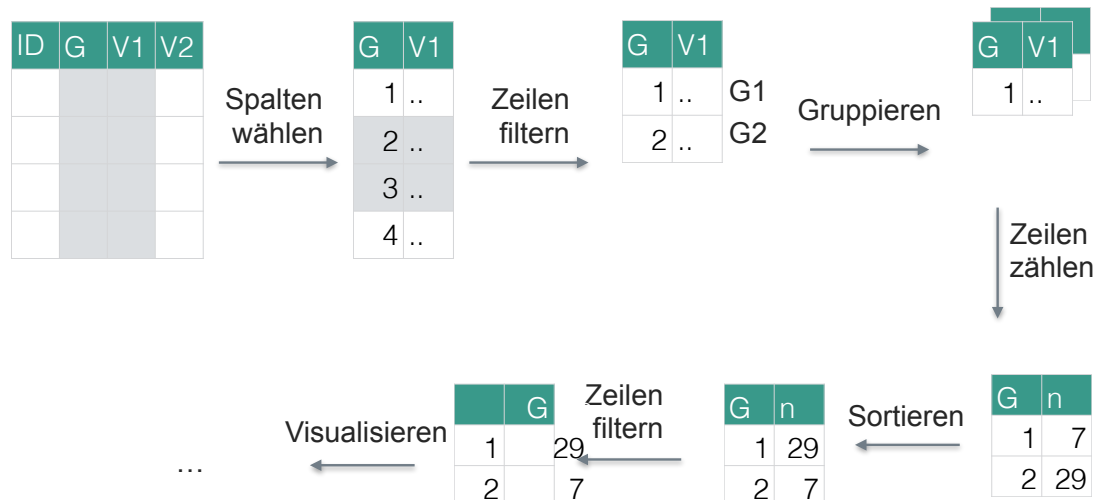 ID G V1 V2
Spalten
wählen
G V1
1 ..
2 ..
3 ..
4 ..
Zeilen
filtern
G V1
1 .. G1
2 .. G2
Gruppieren
G V1
1 ..
Zeilen
zählen
G n
1 7
2 29
Sortieren
G n
1 29
2 7
Zeilen
filtern
G
1 29
2 7
Visualisieren
...